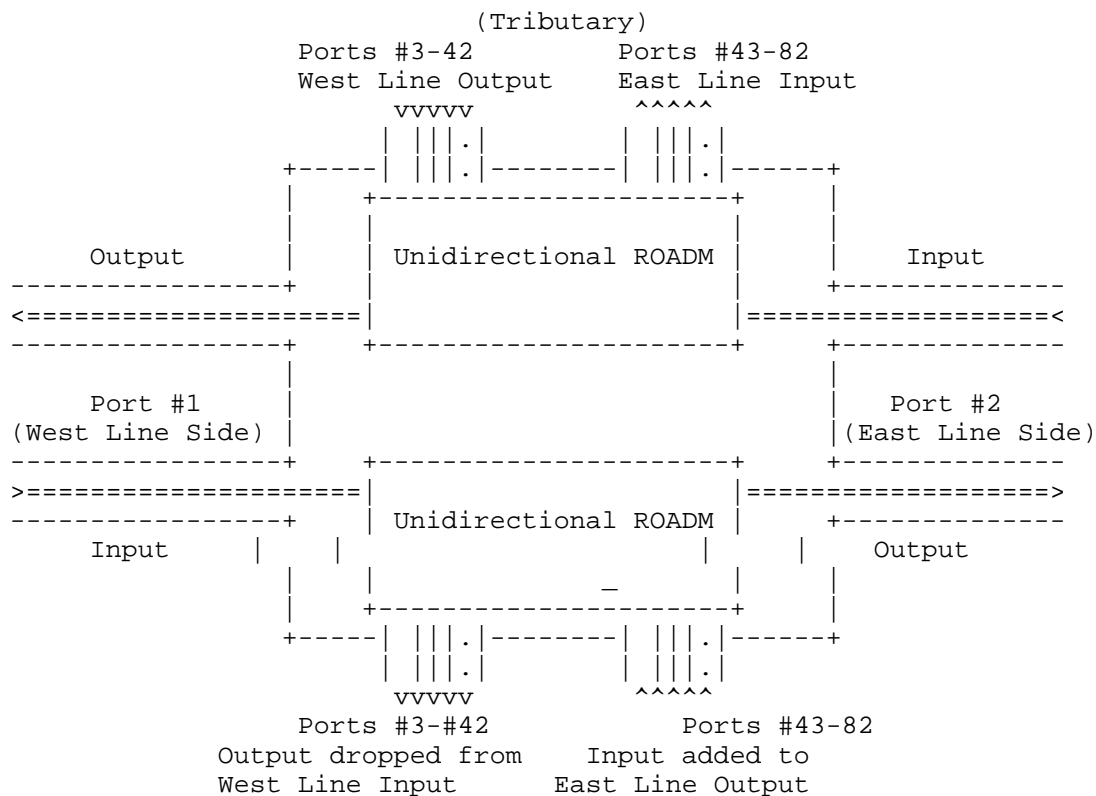 (Tributary)
Ports #3-42 Ports #43-82
West Line Output East Line Input
vvvvv ^^^^^
Output Unidirectional ROADM Input
Port #1 Port #2
(West Line Side) (East Line Side)
Unidirectional ROADM
Input Output
vvvvv ^^^^^
Ports #3-#42 Ports #43-82
Output dropped from Input added to
West Line Input East Line Output